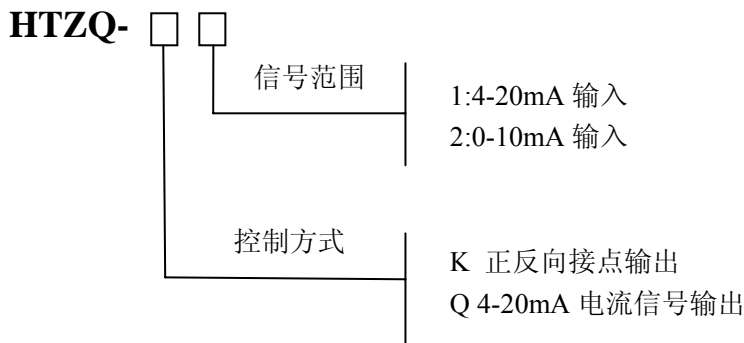 HTZQ- □ □
信号范围
1:4-20mA 输入
2:0-10mA 输入
控制方式
K 正反向接点输出
Q 4-20mA 电流信号输出